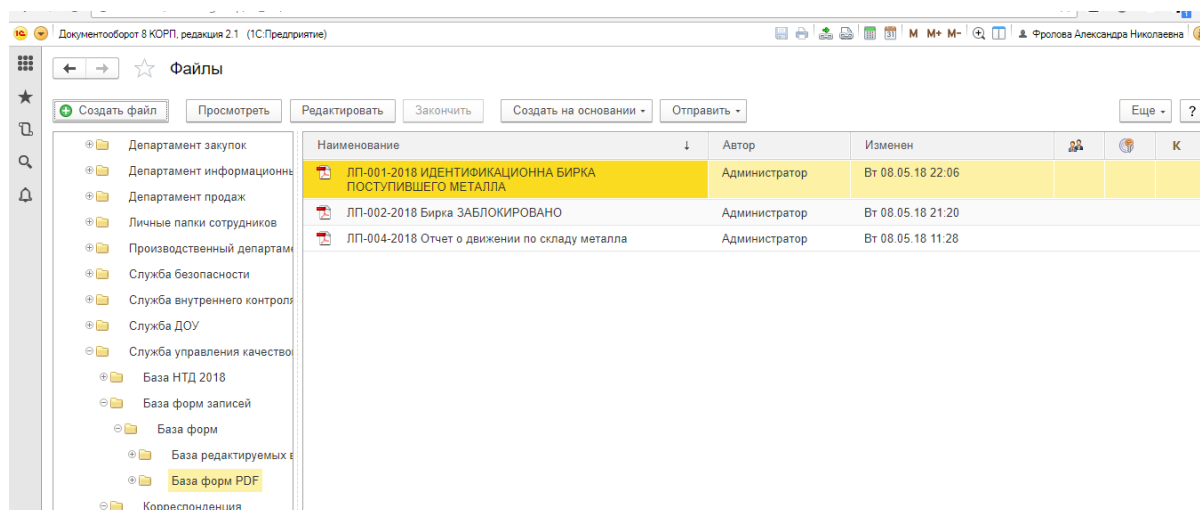 1С Документооборот 8 КОРП, редакция 2.1 (1С:Предприятие) 31 M M+ M- Фролова Александра Николаевна
Файлы
Создать файл Просмотреть Редактировать Закончить Создать на основании Отправить Еще ?
Департамент закупок
Департамент информационнь
Департамент продаж
Личные папки сотрудников
Производственный департаме
Служба безопасности
Служба внутреннего контроля
Служба ДОУ
Служба управления качество
База НТД 2018
База форм записей
База форм
База редактируемых в
База форм PDF
Корреспонденция
Наименование ↓ Автор Изменен К
ЛП-001-2018 ИДЕНТИФИКАЦИОННА БИРКА Администратор Вт 08.05.18 22:06
ПОСТУПИВШЕГО МЕТАЛЛА
ЛП-002-2018 Бирка ЗАБЛОКИРОВАНО Администратор Вт 08.05.18 21:20
ЛП-004-2018 Отчет о движении по складу металла Администратор Вт 08.05.18 11:28